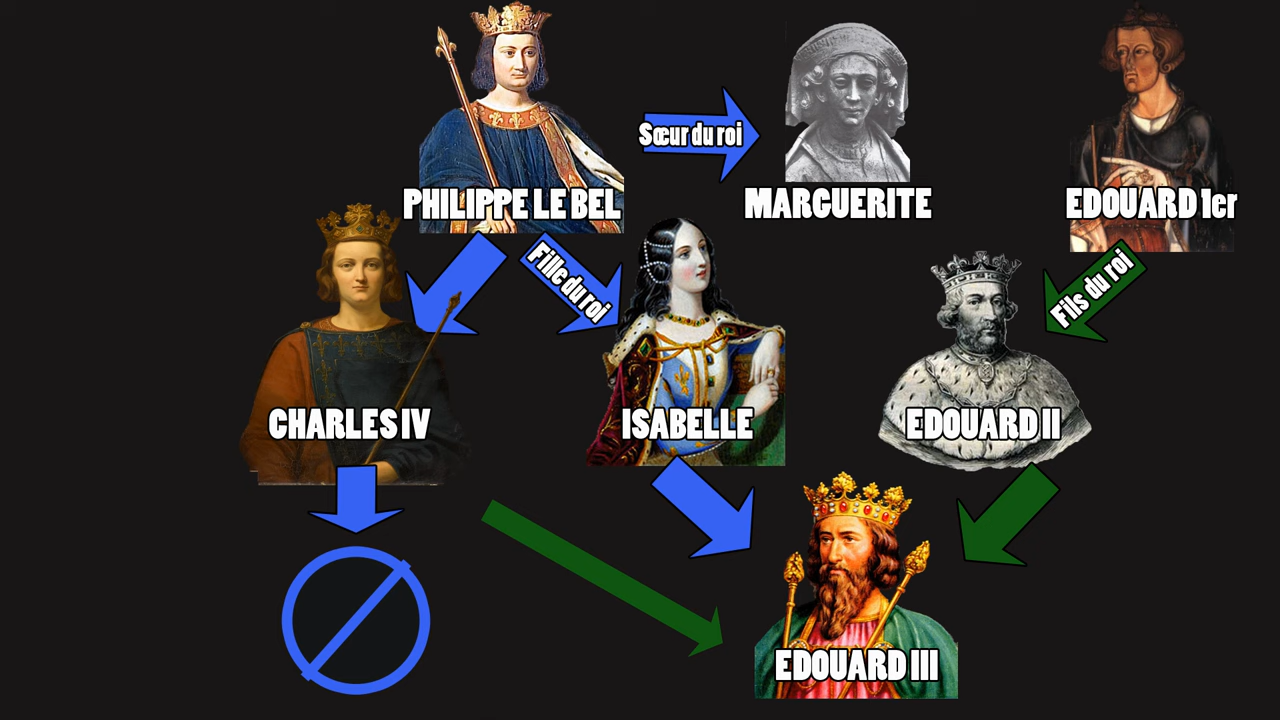 Sœur du roi
PHILIPPE LE BEL
MARGUERITE
EDOUARD 1er
Fille du roi
Fils du roi
CHARLES IV
ISABELLE
EDOUARD II
EDOUARD III